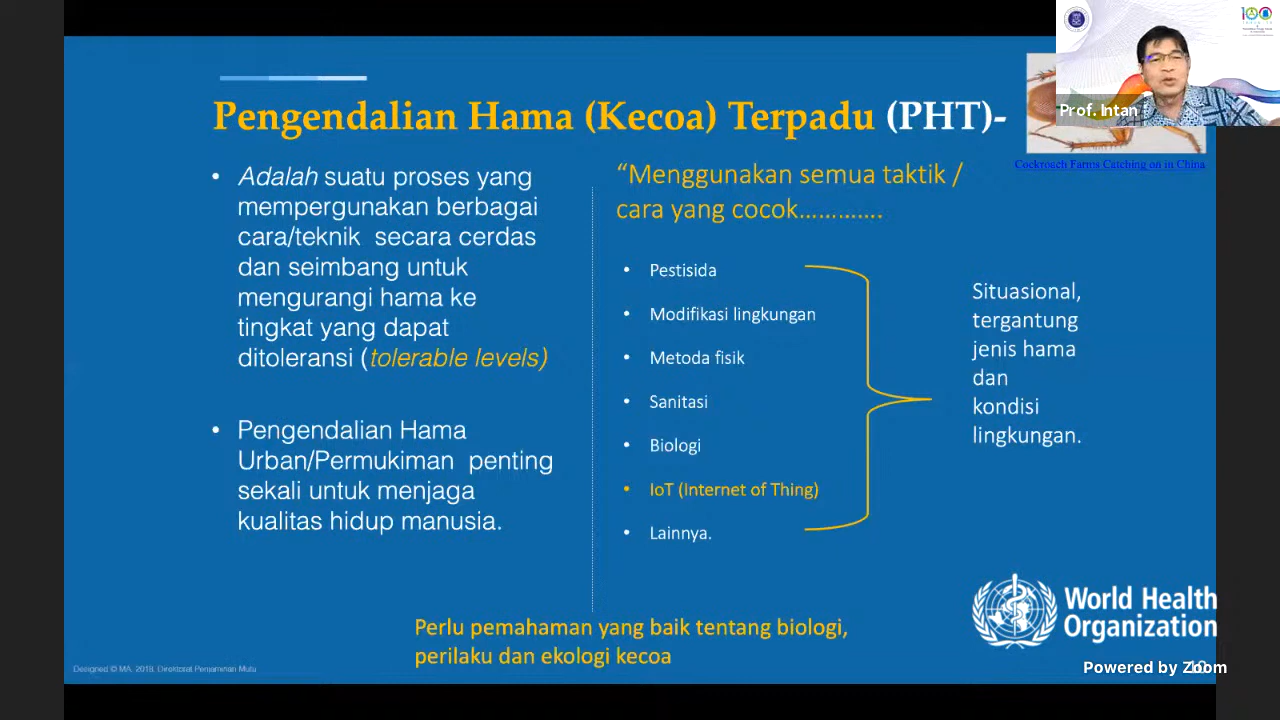 Pengendalian Hama (Kecoa) Terpadu (PHT)-
Prof. Intan
Cockroach Farms Catching on in China
• Adalah suatu proses yang
mempergunakan berbagai
cara/teknik secara cerdas
dan seimbang untuk
mengurangi hama ke
tingkat yang dapat
ditoleransi (tolerable levels)
• Pengendalian Hama
Urban/Permukiman penting
sekali untuk menjaga
kualitas hidup manusia.
“Menggunakan semua taktik /
cara yang cocok………….
• Pestisida
• Modifikasi lingkungan
• Metoda fisik
• Sanitasi
• Biologi
• IoT (Internet of Thing)
• Lainnya.
Situasional,
tergantung
jenis hama
dan
kondisi
lingkungan.
Perlu pemahaman yang baik tentang biologi,
perilaku dan ekologi kecoa
World Health
Organization
Designed © MA, 2018, Direktorat Penjaminan Mutu
Powered by Zoom
10